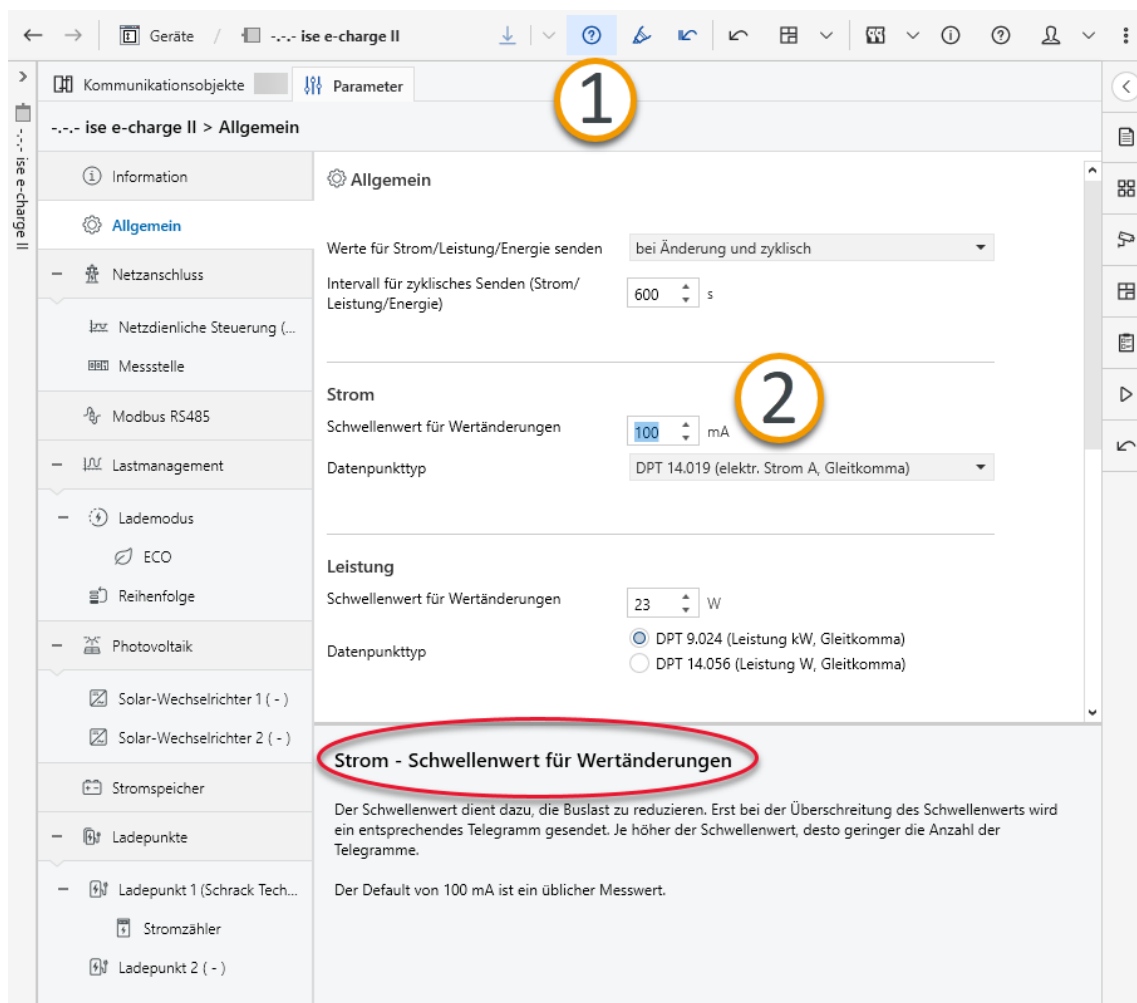 Geräte / -.-.- ise e-charge II
Kommunikationsobjekte
Parameter
1
-.-.- ise e-charge II > Allgemein
-.-.- ise e-charge II
Information
Allgemein
Netzanschluss
Netzdienliche Steuerung (...
Messstelle
Modbus RS485
Lastmanagement
Lademodus
ECO
Reihenfolge
Photovoltaik
Solar-Wechselrichter 1 ( - )
Solar-Wechselrichter 2 ( - )
Stromspeicher
Ladepunkte
Ladepunkt 1 (Schrack Tech...
Stromzähler
Ladepunkt 2 ( - )
Allgemein
Werte für Strom/Leistung/Energie senden
bei Änderung und zyklisch
Intervall für zyklisches Senden (Strom/
Leistung/Energie)
600 s
Strom
2
Schwellenwert für Wertänderungen
100 mA
Datenpunkttyp
DPT 14.019 (elektr. Strom A, Gleitkomma)
Leistung
Schwellenwert für Wertänderungen
23 W
Datenpunkttyp
DPT 9.024 (Leistung kW, Gleitkomma)
DPT 14.056 (Leistung W, Gleitkomma)
Strom - Schwellenwert für Wertänderungen
Der Schwellenwert dient dazu, die Buslast zu reduzieren. Erst bei der Überschreitung des Schwellenwerts wird
ein entsprechendes Telegramm gesendet. Je höher der Schwellenwert, desto geringer die Anzahl der
Telegramme.
Der Default von 100 mA ist ein üblicher Messwert.